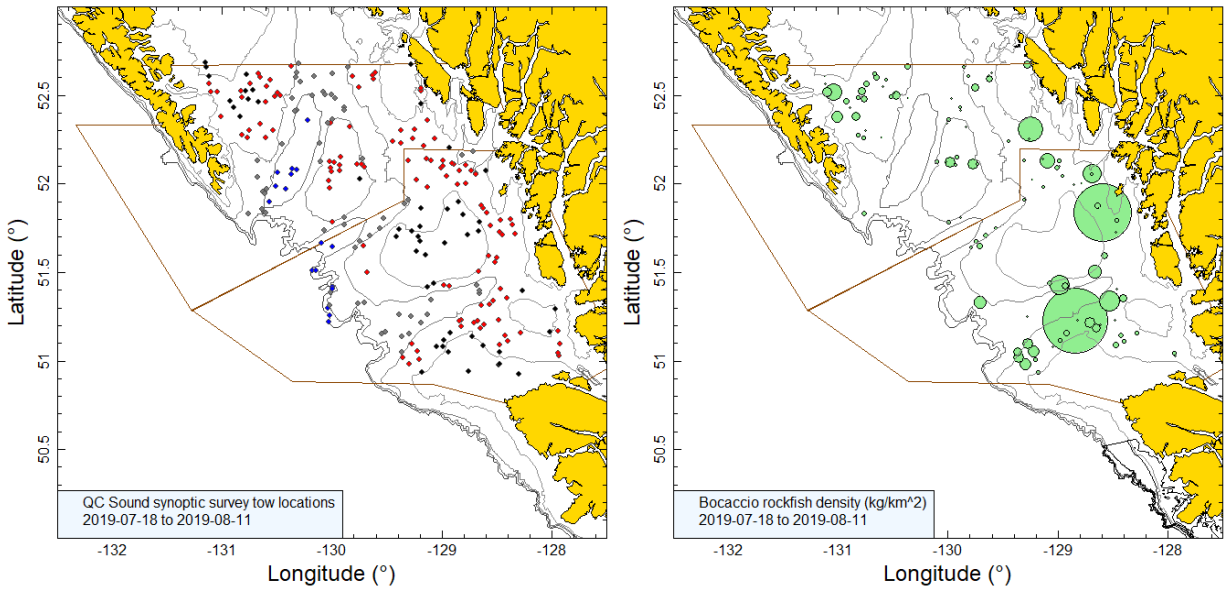 52.5
52
51.5
51
50.5
Latitude (°)
QC Sound synoptic survey tow locations
2019-07-18 to 2019-08-11
-132
-131
-130
-129
-128
Longitude (°)
52.5
52
51.5
51
50.5
Latitude (°)
Bocaccio rockfish density (kg/km^2)
2019-07-18 to 2019-08-11
-132
-131
-130
-129
-128
Longitude (°)